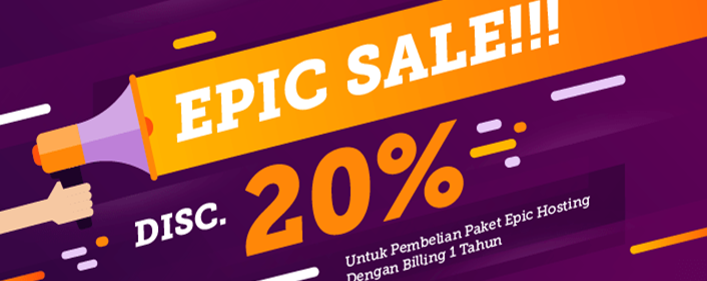 EPIC SALE!!!
DISC. 20%
Untuk Pembelian Paket Epic Hosting
Dengan Billing 1 Tahun